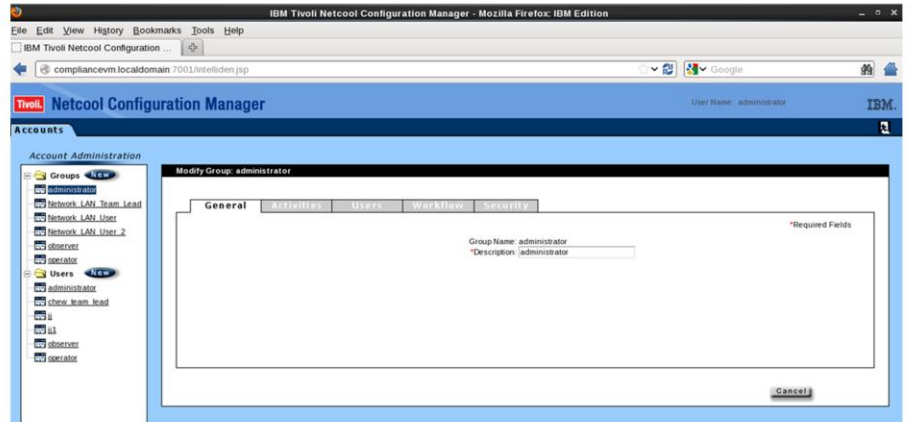 IBM Tivoli Netcool Configuration Manager - Mozilla Firefox: IBM Edition
File Edit View History Bookmarks Tools Help
IBM Tivoli Netcool Configuration ...
compliancevm.localdomain:7001/intelliden.jsp
Google
Tivoli. Netcool Configuration Manager
User Name: administrator
IBM.
Accounts
Account Administration
Groups New
administrator
Network LAN Team Lead
Network LAN User
Network LAN User 2
observer
operator
Users New
administrator
chew team lead
observer
operator
Modify Group: administrator
General Activities Users Workflow Security
*Required Fields
Group Name: administrator
*Description: administrator
Cancel